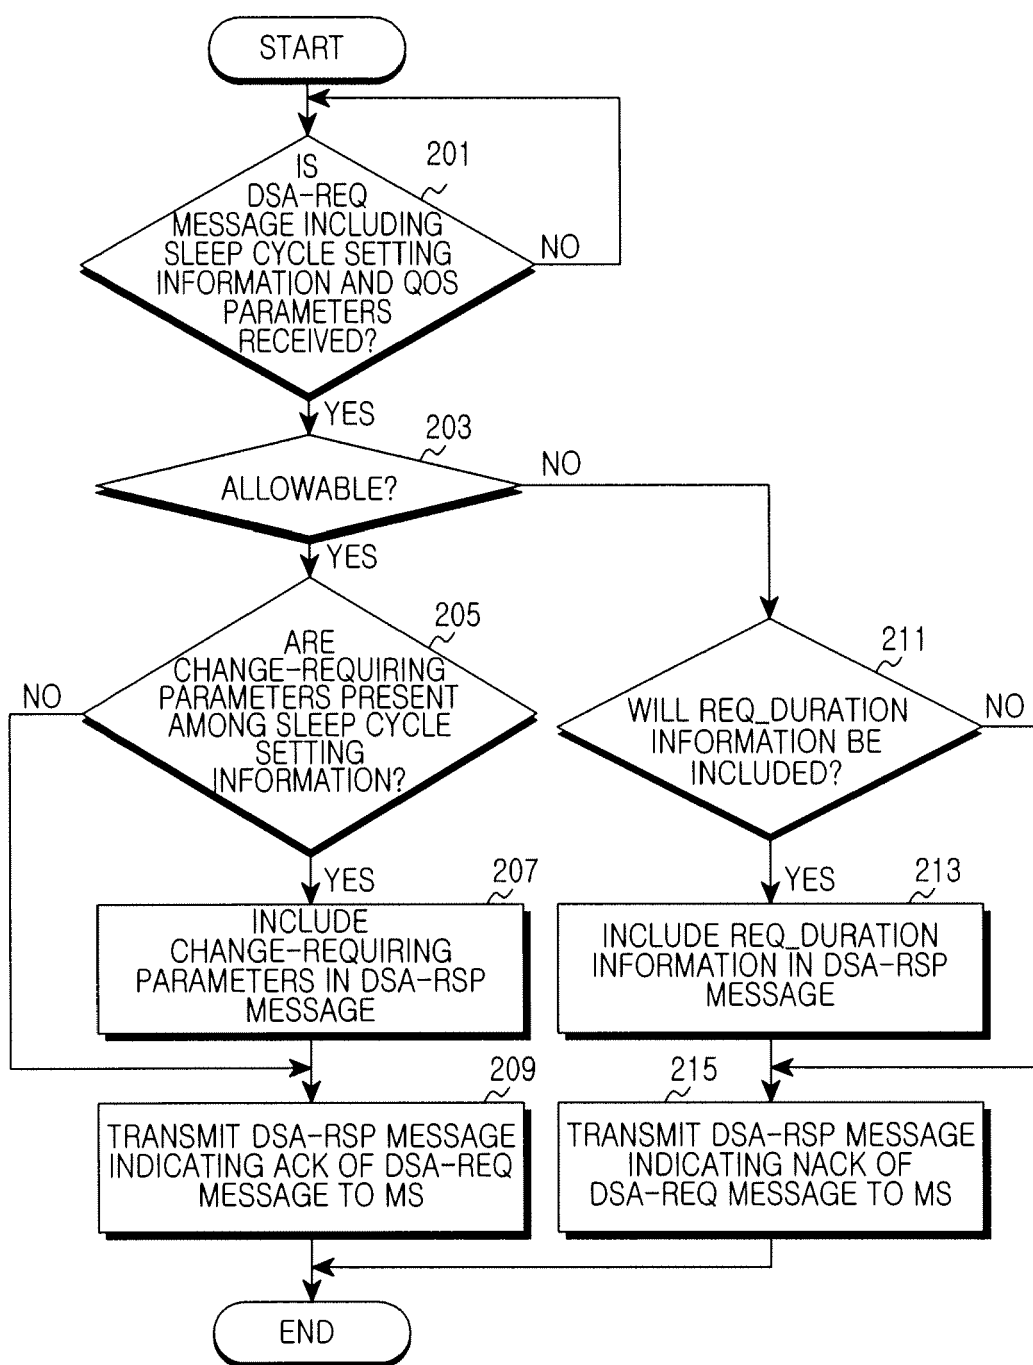 START
201
IS
DSA-REQ
MESSAGE INCLUDING
SLEEP CYCLE SETTING
INFORMATION AND QOS
PARAMETERS
RECEIVED?
NO
YES
203
ALLOWABLE?
NO
YES
205
ARE
CHANGE-REQUIRING
PARAMETERS PRESENT
AMONG SLEEP CYCLE
SETTING
INFORMATION?
NO
YES
211
WILL REQ_DURATION
INFORMATION BE
INCLUDED?
NO
YES
207
INCLUDE
CHANGE-REQUIRING
PARAMETERS IN DSA-RSP
MESSAGE
213
INCLUDE REQ_DURATION
INFORMATION IN DSA-RSP
MESSAGE
209
TRANSMIT DSA-RSP MESSAGE
INDICATING ACK OF DSA-REQ
MESSAGE TO MS
215
TRANSMIT DSA-RSP MESSAGE
INDICATING NACK OF
DSA-REQ MESSAGE TO MS
END